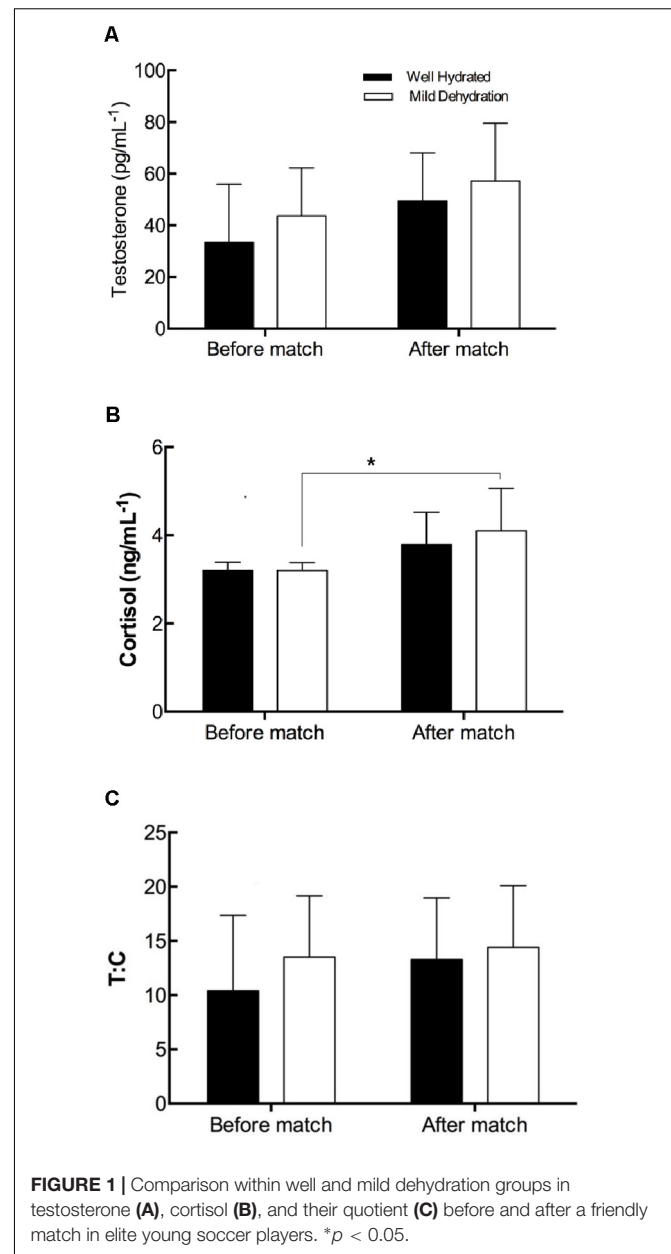 A
100
80
60
40
20
0
Testosterone (pg/mL⁻¹)
Well Hydrated
Mild Dehydration
Before match
After match
B
6
4
2
0
Cortisol (ng/mL⁻¹)
*
Before match
After match
C
25
20
15
10
5
0
T:C
Before match
After match
FIGURE 1 | Comparison within well and mild dehydration groups in
testosterone (A), cortisol (B), and their quotient (C) before and after a friendly
match in elite young soccer players. *p < 0.05.